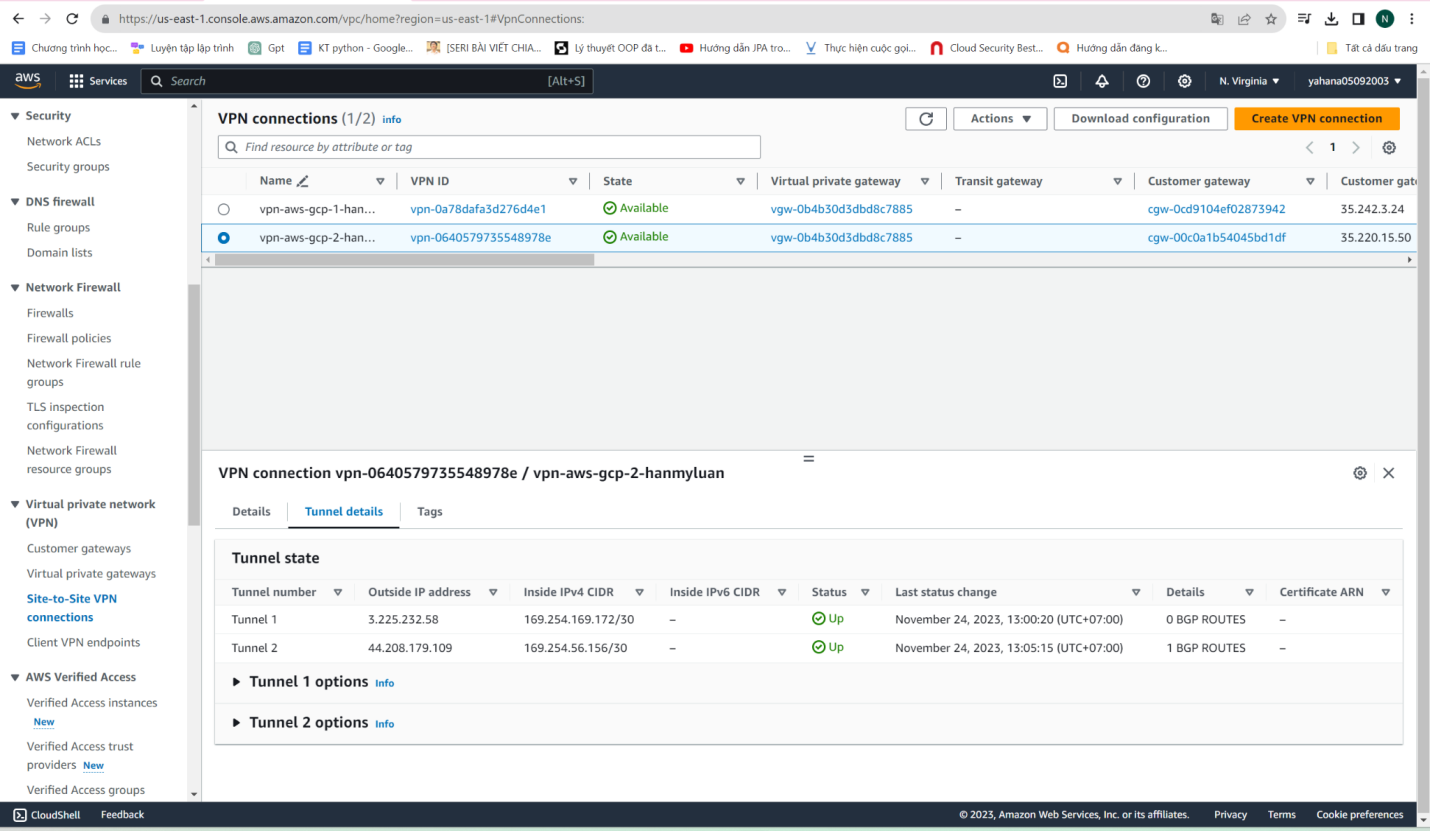 https://us-east-1.console.aws.amazon.com/vpc/home?region=us-east-1#VpnConnections:
N
Chương trình học... Luyện tập lập trình Gpt KT python - Google... [SERI BÀI VIẾT CHIA... Lý thuyết OOP đã t... Hướng dẫn JPA tro... Thực hiện cuộc gọi... Cloud Security Best... Hướng dẫn đăng k... Tất cả dấu trang
aws Services Search [Alt+S] N. Virginia yahana05092003
Security
Network ACLs
Security groups
DNS firewall
Rule groups
Domain lists
Network Firewall
Firewalls
Firewall policies
Network Firewall rule
groups
TLS inspection
configurations
Network Firewall
resource groups
Virtual private network
(VPN)
Customer gateways
Virtual private gateways
Site-to-Site VPN
connections
Client VPN endpoints
AWS Verified Access
Verified Access instances
New
Verified Access trust
providers New
Verified Access groups
VPN connections (1/2) Info
Actions Download configuration Create VPN connection
Find resource by attribute or tag
1
Name VPN ID State Virtual private gateway Transit gateway Customer gateway Customer gat
vpn-aws-gcp-1-han... vpn-0a78dafa3d276d4e1 Available vgw-0b4b30d3dbd8c7885 – cgw-0cd9104ef02873942 35.242.3.24
vpn-aws-gcp-2-han... vpn-0640579735548978e Available vgw-0b4b30d3dbd8c7885 – cgw-00c0a1b54045bd1df 35.220.15.50
VPN connection vpn-0640579735548978e / vpn-aws-gcp-2-hanmyluan
Details Tunnel details Tags
Tunnel state
Tunnel number Outside IP address Inside IPv4 CIDR Inside IPv6 CIDR Status Last status change Details Certificate ARN
Tunnel 1 3.225.232.58 169.254.169.172/30 – Up November 24, 2023, 13:00:20 (UTC+07:00) 0 BGP ROUTES –
Tunnel 2 44.208.179.109 169.254.56.156/30 – Up November 24, 2023, 13:05:15 (UTC+07:00) 1 BGP ROUTES –
Tunnel 1 options Info
Tunnel 2 options Info
CloudShell Feedback © 2023, Amazon Web Services, Inc. or its affiliates. Privacy Terms Cookie preferences